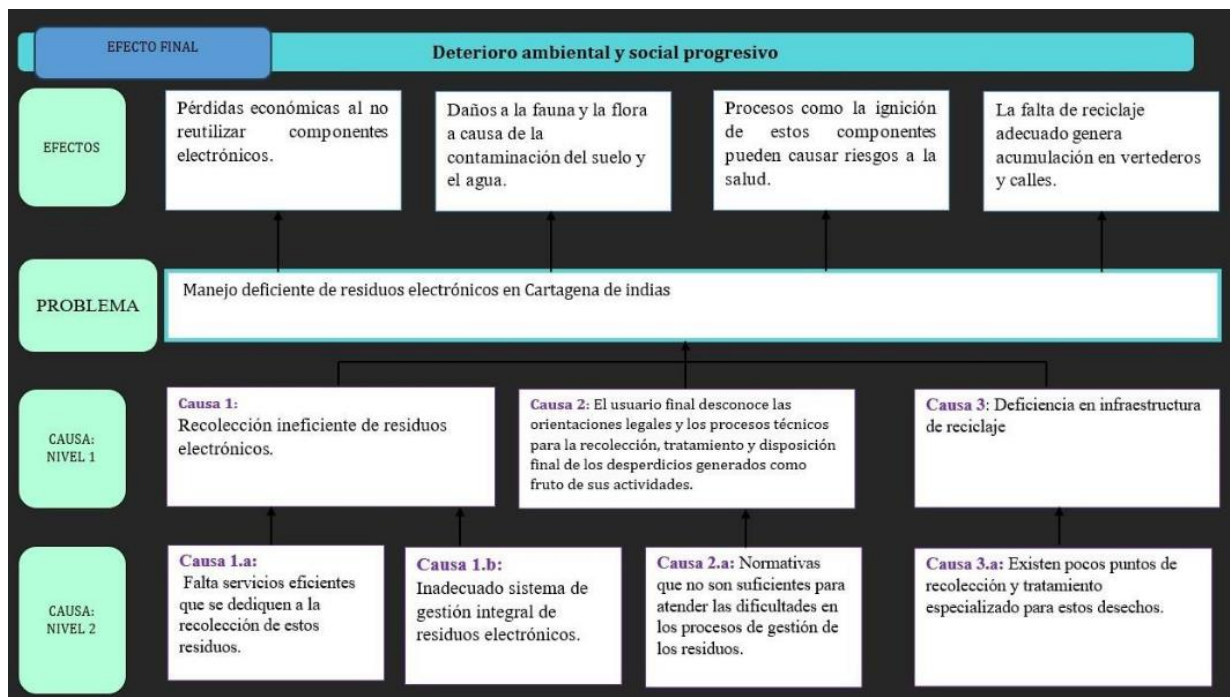 EFECTO FINAL
Deterioro ambiental y social progresivo
EFECTOS
Pérdidas económicas al no
reutilizar componentes
electrónicos.
Daños a la fauna y la flora
a causa de la
contaminación del suelo y
el agua.
Procesos como la ignición
de estos componentes
pueden causar riesgos a la
salud.
La falta de reciclaje
adecuado genera
acumulación en vertederos
y calles.
PROBLEMA
Manejo deficiente de residuos electrónicos en Cartagena de indias
CAUSA:
NIVEL 1
Causa 1:
Recolección ineficiente de residuos
electrónicos.
Causa 2: El usuario final desconoce las
orientaciones legales y los procesos técnicos
para la recolección, tratamiento y disposición
final de los desperdicios generados como
fruto de sus actividades.
Causa 3: Deficiencia en infraestructura
de reciclaje
CAUSA:
NIVEL 2
Causa 1.a:
Falta servicios eficientes
que se dediquen a la
recolección de estos
residuos.
Causa 1.b:
Inadecuado sistema de
gestión integral de
residuos electrónicos.
Causa 2.a: Normativas
que no son suficientes para
atender las dificultades en
los procesos de gestión de
los residuos.
Causa 3.a: Existen pocos puntos de
recolección y tratamiento
especializado para estos desechos.